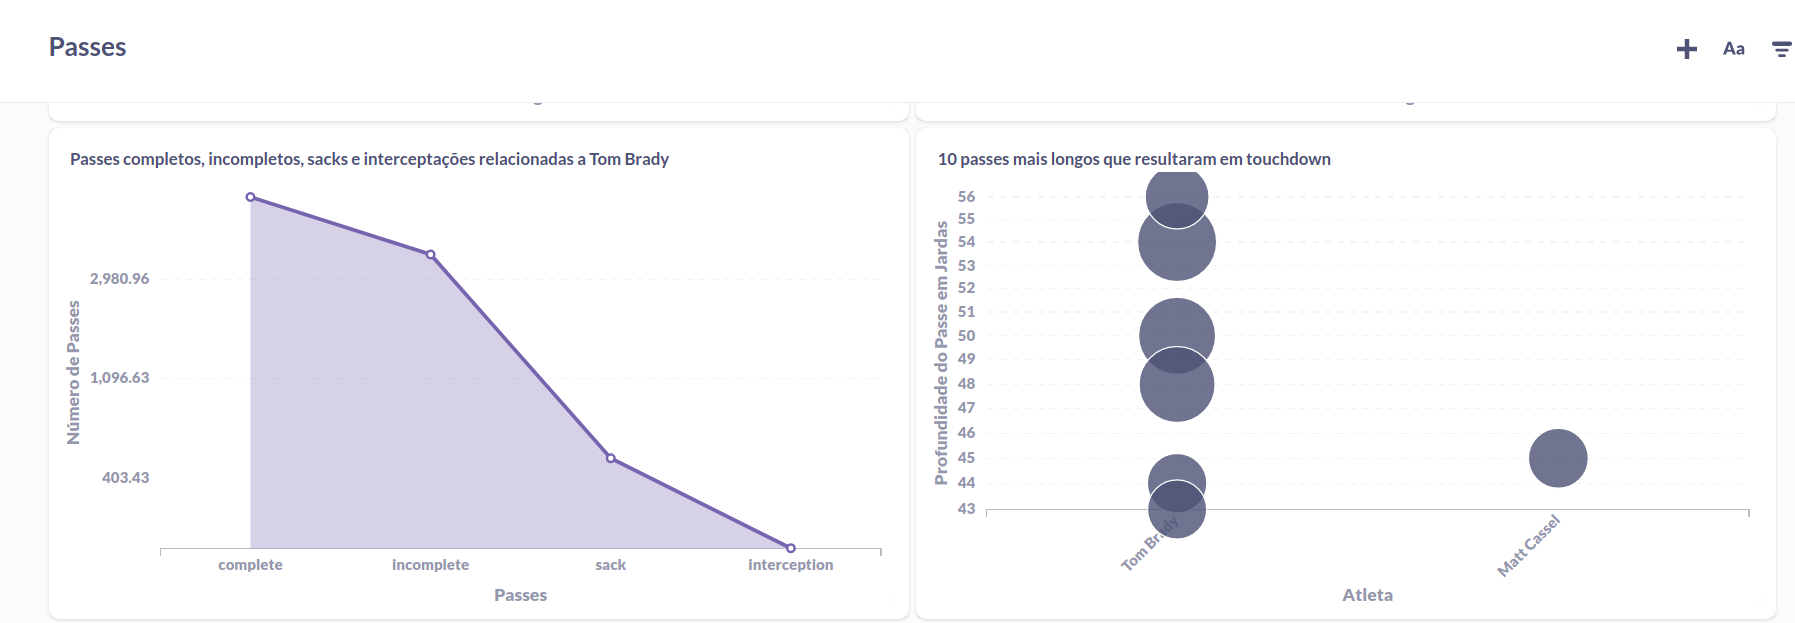 Passes
Aa
Passes completos, incompletos, sacks e interceptações relacionadas a Tom Brady
Número de Passes
2,980.96
1,096.63
403.43
complete
incomplete
sack
interception
Passes
10 passes mais longos que resultaram em touchdown
Profundidade do Passe em Jardas
56
55
54
53
52
51
50
49
48
47
46
45
44
43
Tom Brady
Matt Cassel
Atleta